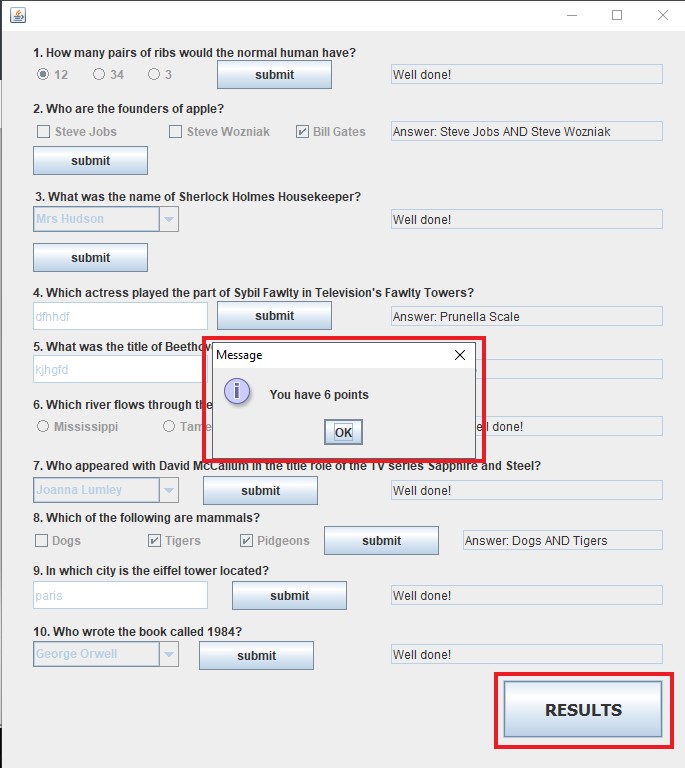 1. How many pairs of ribs would the normal human have?
12 34 3 submit Well done!
2. Who are the founders of apple?
Steve Jobs Steve Wozniak Bill Gates Answer: Steve Jobs AND Steve Wozniak
submit
3. What was the name of Sherlock Holmes Housekeeper?
Mrs Hudson Well done!
submit
4. Which actress played the part of Sybil Fawlty in Television's Fawlty Towers?
dfhhdf submit Answer: Prunella Scale
5. What was the title of
kjhgfd
Message
You have 6 points
OK
6. Which river flows through
Mississippi done!
7. Who appeared with David McCallum in the title role of the TV series Sapphire and Steel?
Joanna Lumley submit Well done!
8. Which of the following are mammals?
Dogs Tigers Pidgeons submit Answer: Dogs AND Tigers
9. In which city is the eiffel tower located?
paris submit Well done!
10. Who wrote the book called 1984?
George Orwell submit Well done!
RESULTS